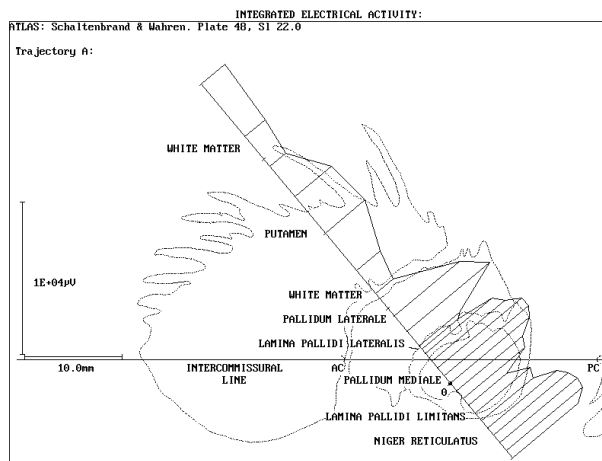 INTEGRATED ELECTRICAL ACTIVITY:
ATLAS: Schaltenbrand & Wahren. Plate 48, Sl 22.0
Trajectory A:
WHITE MATTER
PUTAMEN
1E+04µV
WHITE MATTER
PALLIDUM LATERALE
LAMINA PALLIDI LATERALIS
10.0mm
INTERCOMMISSURAL
LINE
AC
PC
PALLIDUM MEDIALE
0
LAMINA PALLIDI LIMITANS
NIGER RETICULATUS